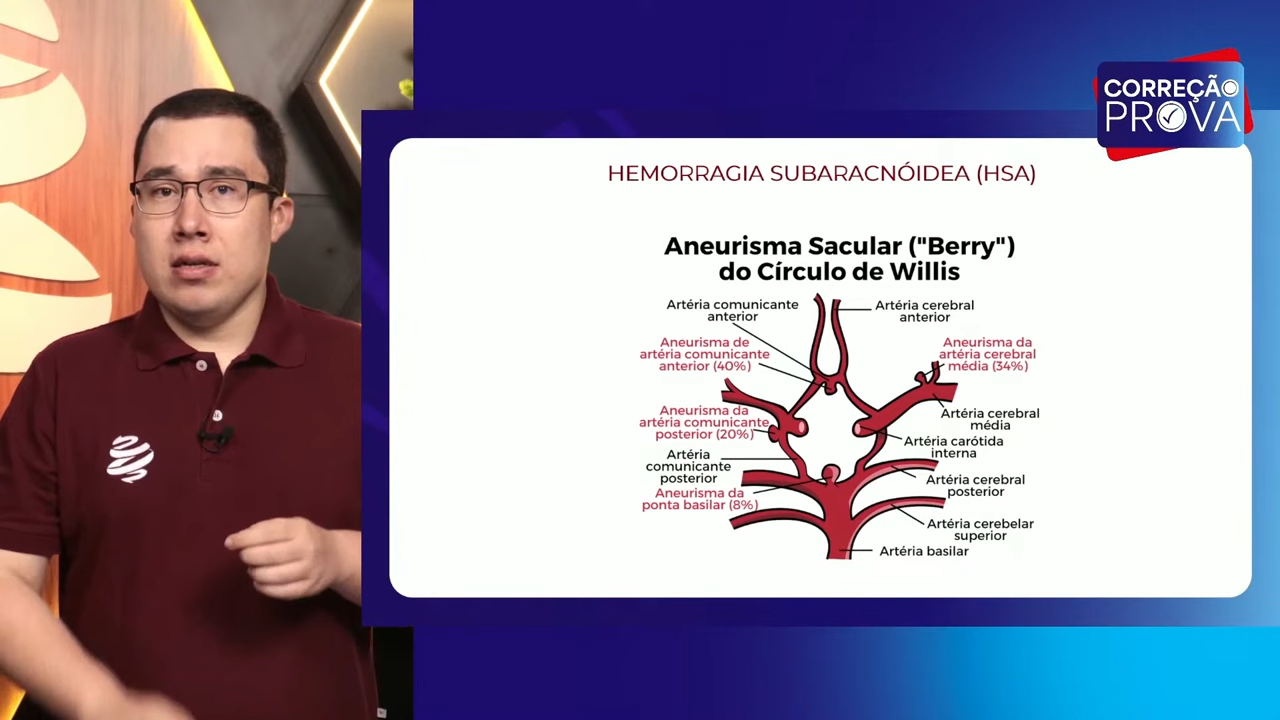 CORREÇÃO
PROVA
HEMORRAGIA SUBARACNÓIDEA (HSA)
Aneurisma Sacular ("Berry")
do Círculo de Willis
Artéria comunicante
anterior
Artéria cerebral
anterior
Aneurisma de
artéria comunicante
anterior (40%)
Aneurisma da
artéria cerebral
média (34%)
Aneurisma da
artéria comunicante
posterior (20%)
Artéria cerebral
média
Artéria carótida
interna
Artéria
comunicante
posterior
Artéria cerebral
posterior
Aneurisma da
ponta basilar (8%)
Artéria cerebelar
superior
Artéria basilar